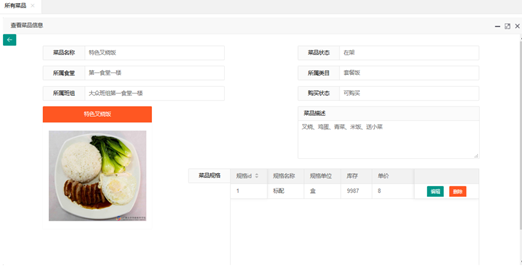 所有菜品 ×
查看菜品信息
菜品名称 特色叉烧饭 菜品状态 在架
所属食堂 第一食堂一楼 所属类目 套餐饭
所属班组 大众班组第一食堂一楼 购买状态 可购买
特色叉烧饭 菜品描述
叉烧、鸡蛋、青菜、米饭、送小菜
菜品规格 规格id 规格名称 规格单位 库存 单价
1 标配 盒 9987 8 编辑 删除